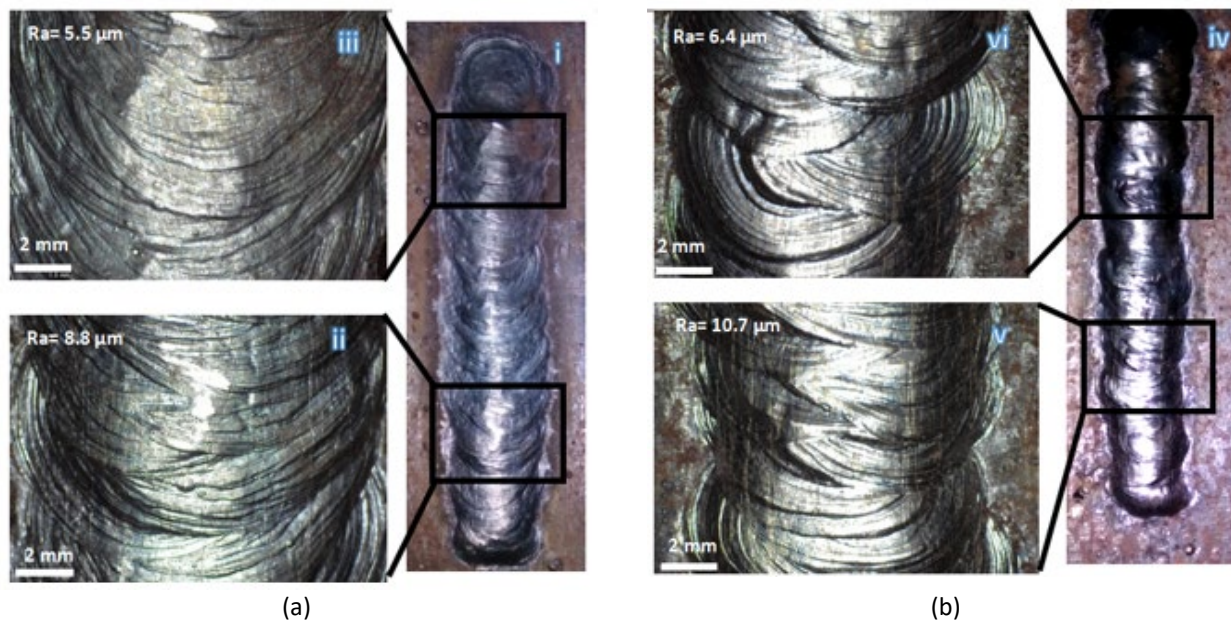 Ra= 5.5 µm
iii
i
2 mm
Ra= 8.8 µm
ii
2 mm
(a)
Ra= 6.4 µm
vi
iv
2 mm
Ra= 10.7 µm
v
2 mm
(b)